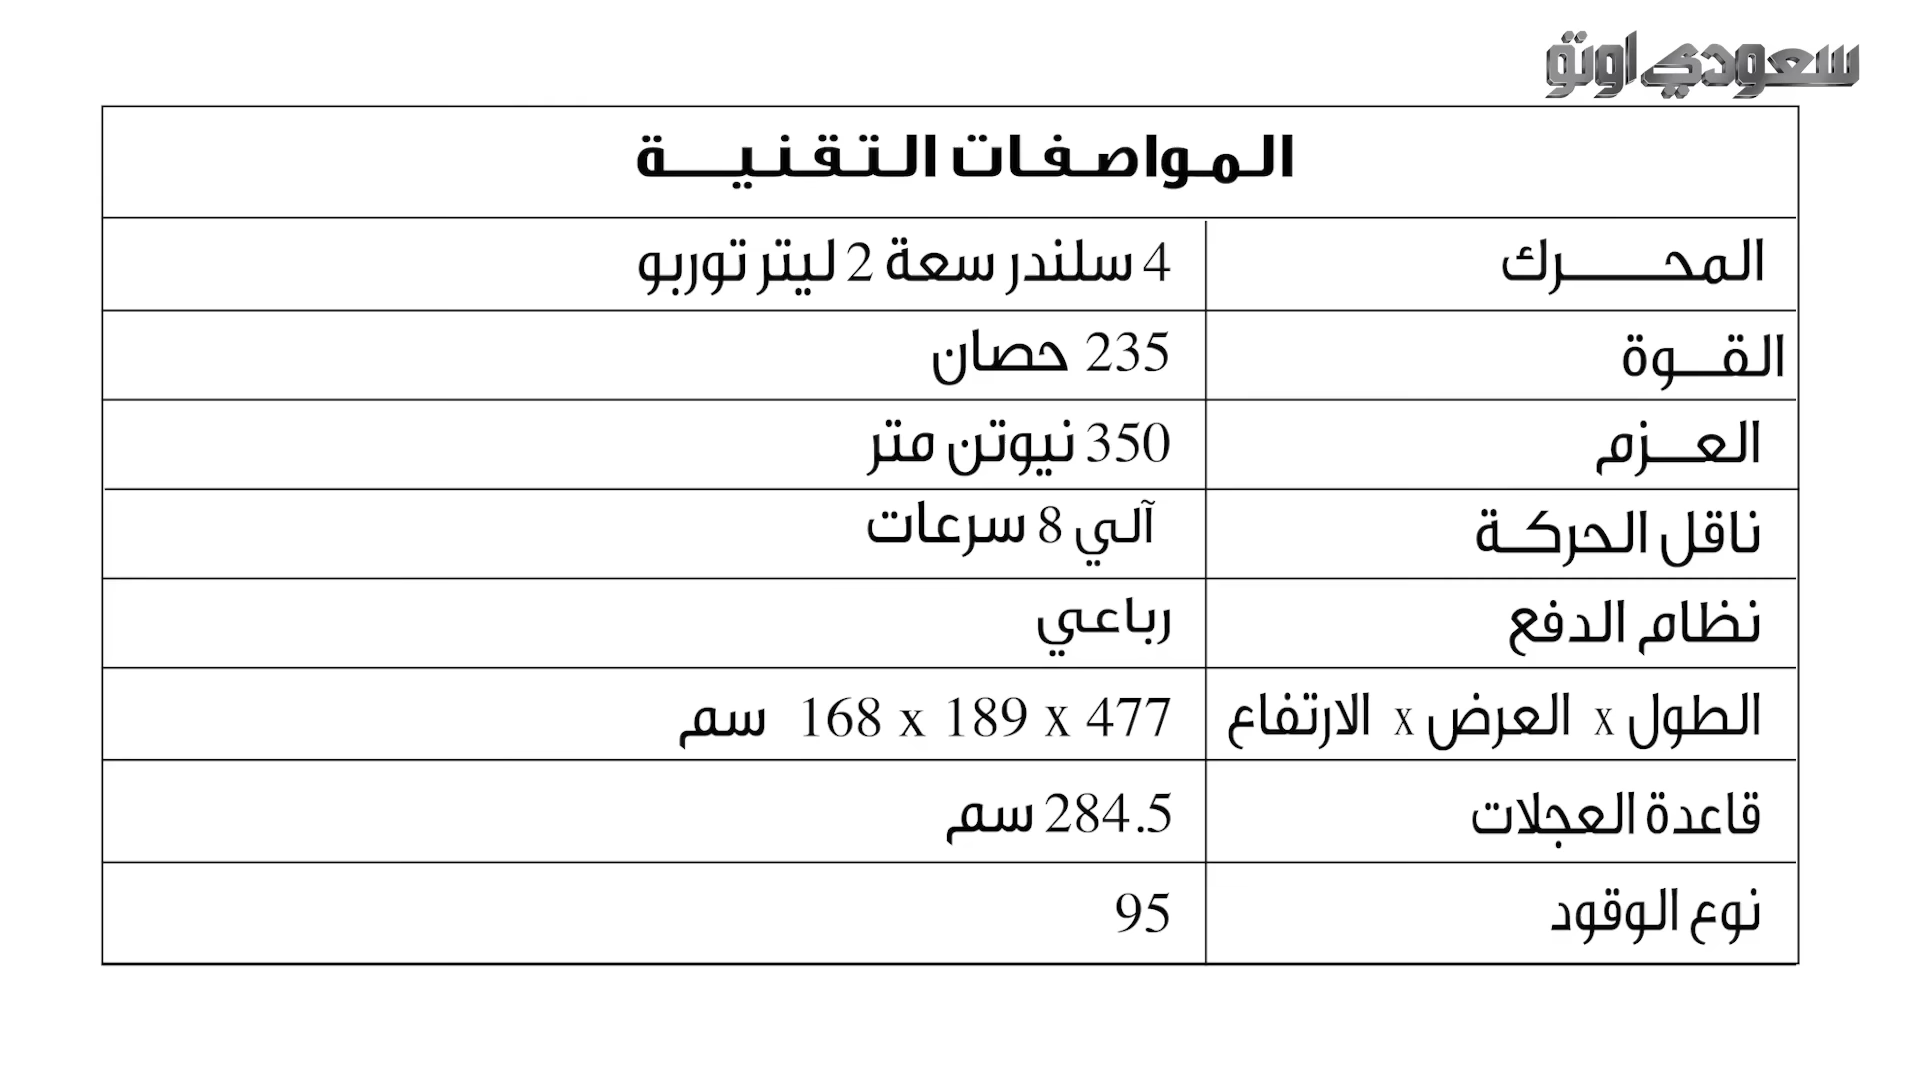 سعودي اوتو
المواصفات التقنية
المحرك 4 سلندر سعة 2 ليتر توربو
القوة 235 حصان
العزم 350 نيوتن متر
ناقل الحركة آلي 8 سرعات
نظام الدفع رباعي
الطول x العرض x الارتفاع 477 x 189 x 168 سم
قاعدة العجلات 284.5 سم
نوع الوقود 95